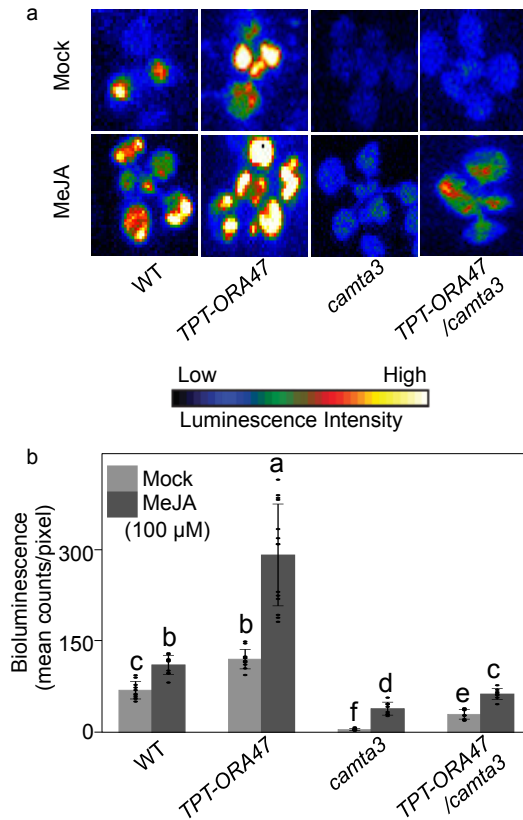 a
Mock
MeJA
WT
TPT-ORA47
camta3
TPT-ORA47
/camta3
Low High
Luminescence Intensity
b
Bioluminescence
(mean counts/pixel)
300
150
0
Mock
MeJA
(100 µM)
c
b
b
a
f
d
e
c
WT
TPT-ORA47
camta3
TPT-ORA47
/camta3